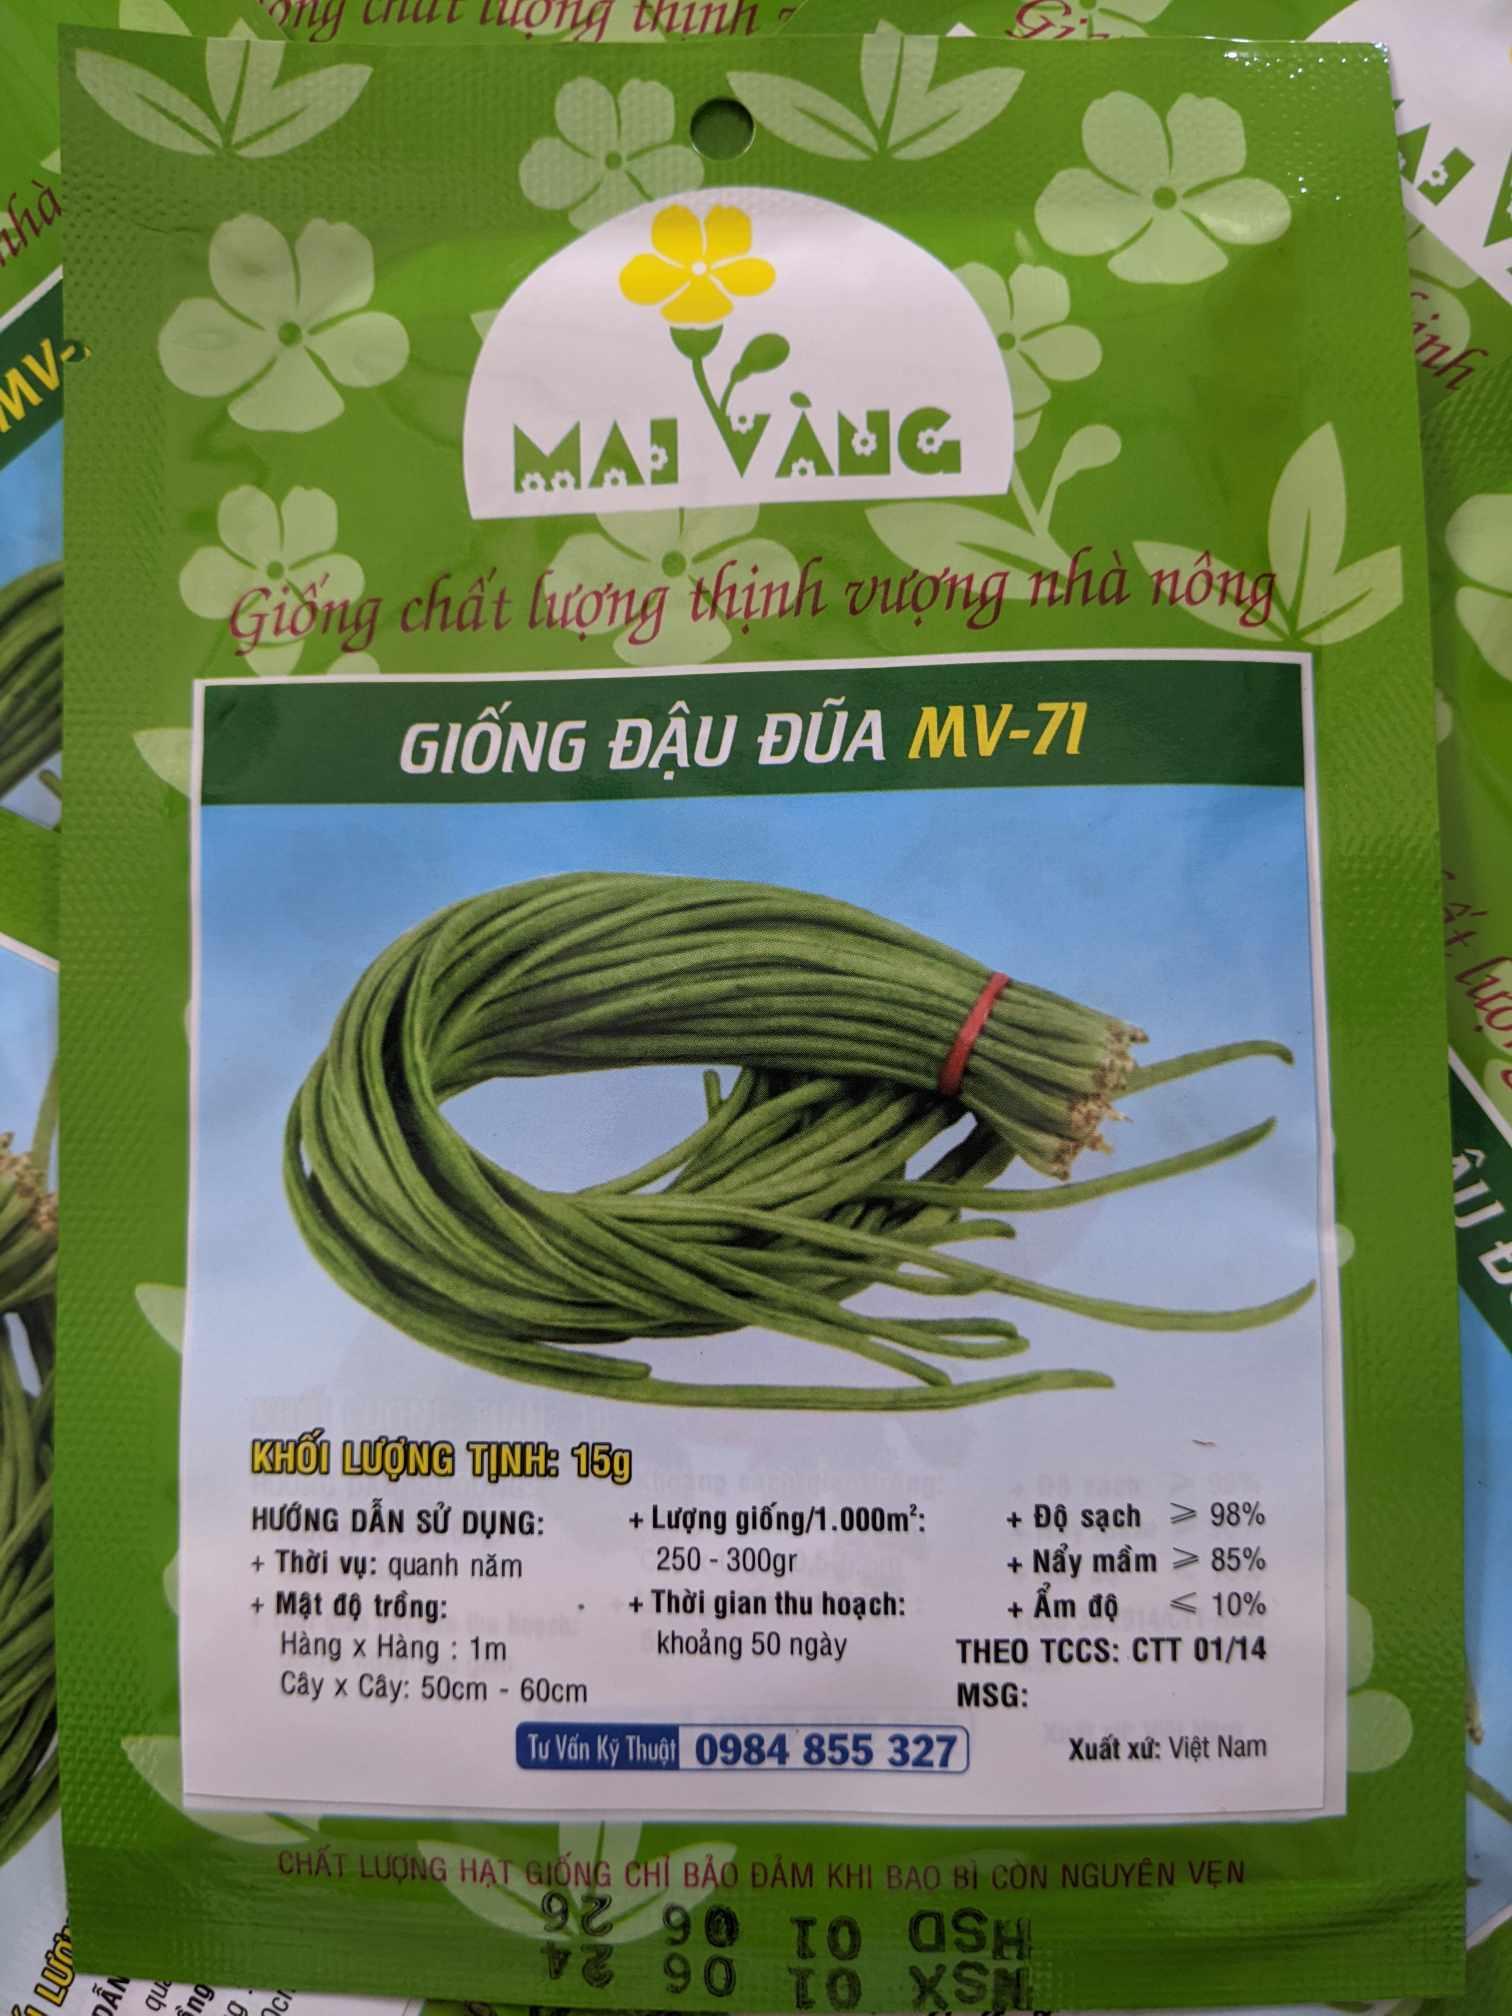 MAI VÀNG
Giống chất lượng thịnh vượng nhà nông
GIỐNG ĐẬU ĐŨA MV-71
KHỐI LƯỢNG TỊNH: 15g
HƯỚNG DẪN SỬ DỤNG:
+ Thời vụ: quanh năm
+ Mật độ trồng:
Hàng x Hàng : 1m
Cây x Cây: 50cm - 60cm
+ Lượng giống/1.000m²:
250 - 300gr
+ Thời gian thu hoạch:
khoảng 50 ngày
+ Độ sạch ⩾ 98%
+ Nẩy mầm ⩾ 85%
+ Ẩm độ ⩽ 10%
THEO TCCS: CTT 01/14
MSG:
Tư Vấn Kỹ Thuật 0984 855 327
Xuất xứ: Việt Nam
CHẤT LƯỢNG HẠT GIỐNG CHỈ BẢO ĐẢM KHI BAO BÌ CÒN NGUYÊN VẸN
NSX 01 06 24
HSD 01 06 26